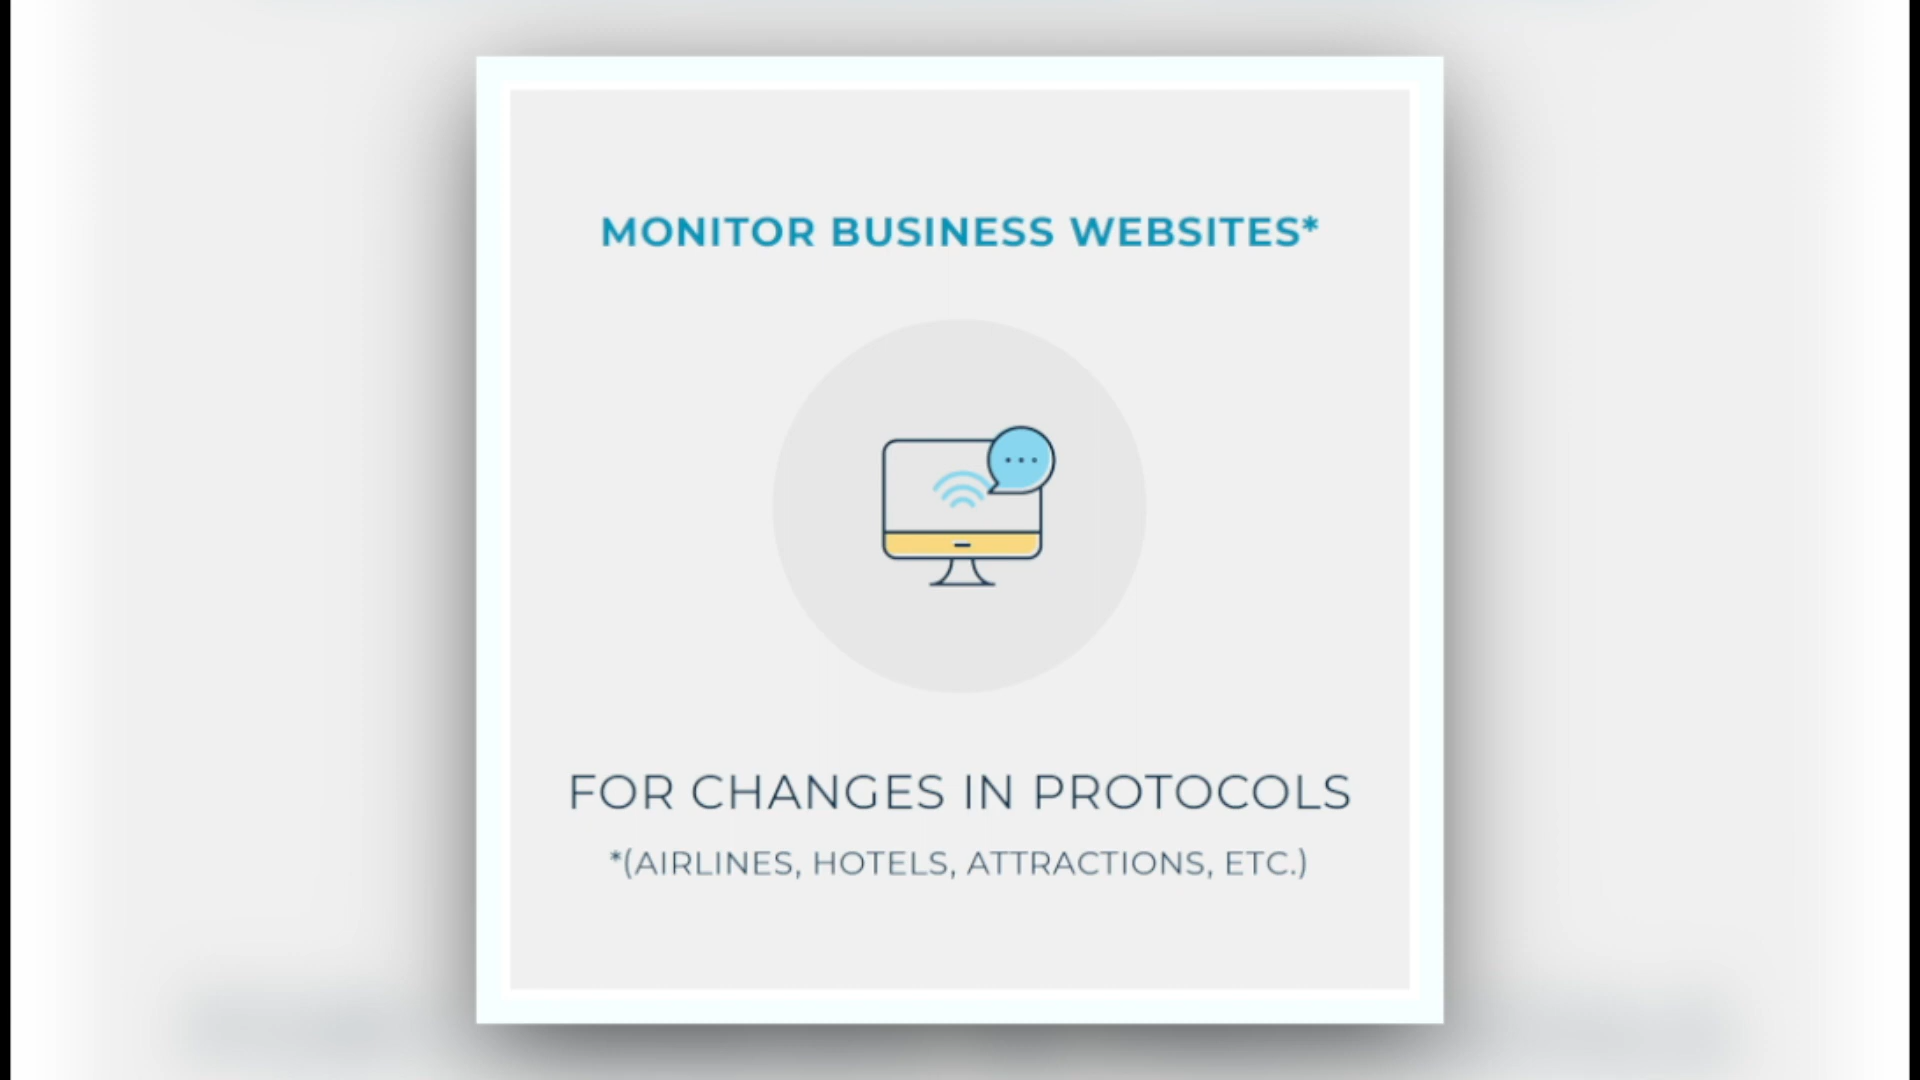 MONITOR BUSINESS WEBSITES*
FOR CHANGES IN PROTOCOLS
*(AIRLINES, HOTELS, ATTRACTIONS, ETC.)